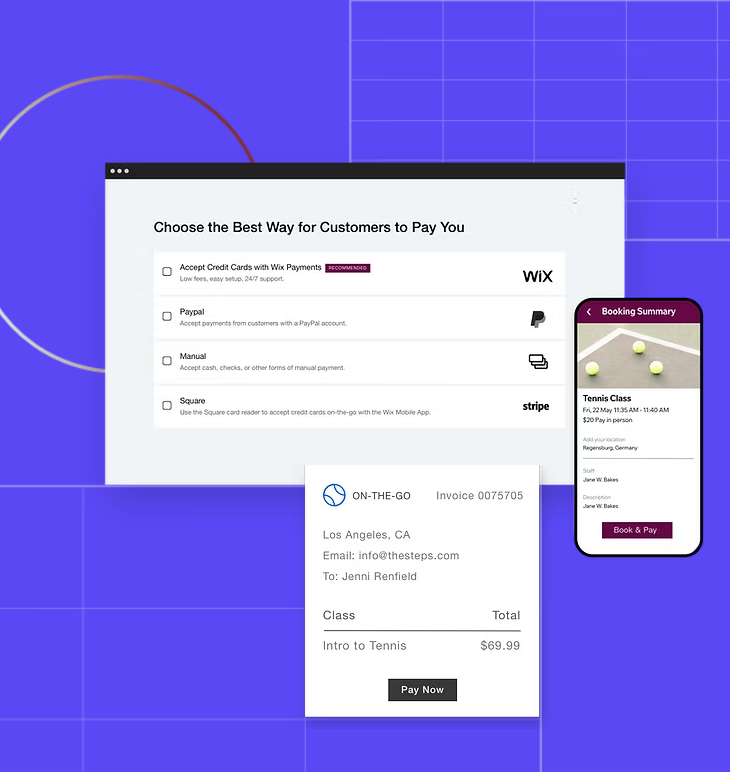 Choose the Best Way for Customers to Pay You
Accept Credit Cards with Wix Payments RECOMMENDED
Low fees, easy setup, 24/7 support.
WiX
Paypal
Accept payments from customers with a PayPal account.
Manual
Accept cash, checks, or other forms of manual payment.
Square
Use the Square card reader to accept credit cards on-the-go with the Wix Mobile App.
stripe
Booking Summary
Tennis Class
Fri, 22 May 11:35 AM - 11:40 AM
$20 Pay in person
Add your location
Regensburg, Germany
Staff
Jane W. Bakes
Description
Jane W. Bakes
Book & Pay
ON-THE-GO Invoice 0075705
Los Angeles, CA
Email: info@thesteps.com
To: Jenni Renfield
Class Total
Intro to Tennis $69.99
Pay Now